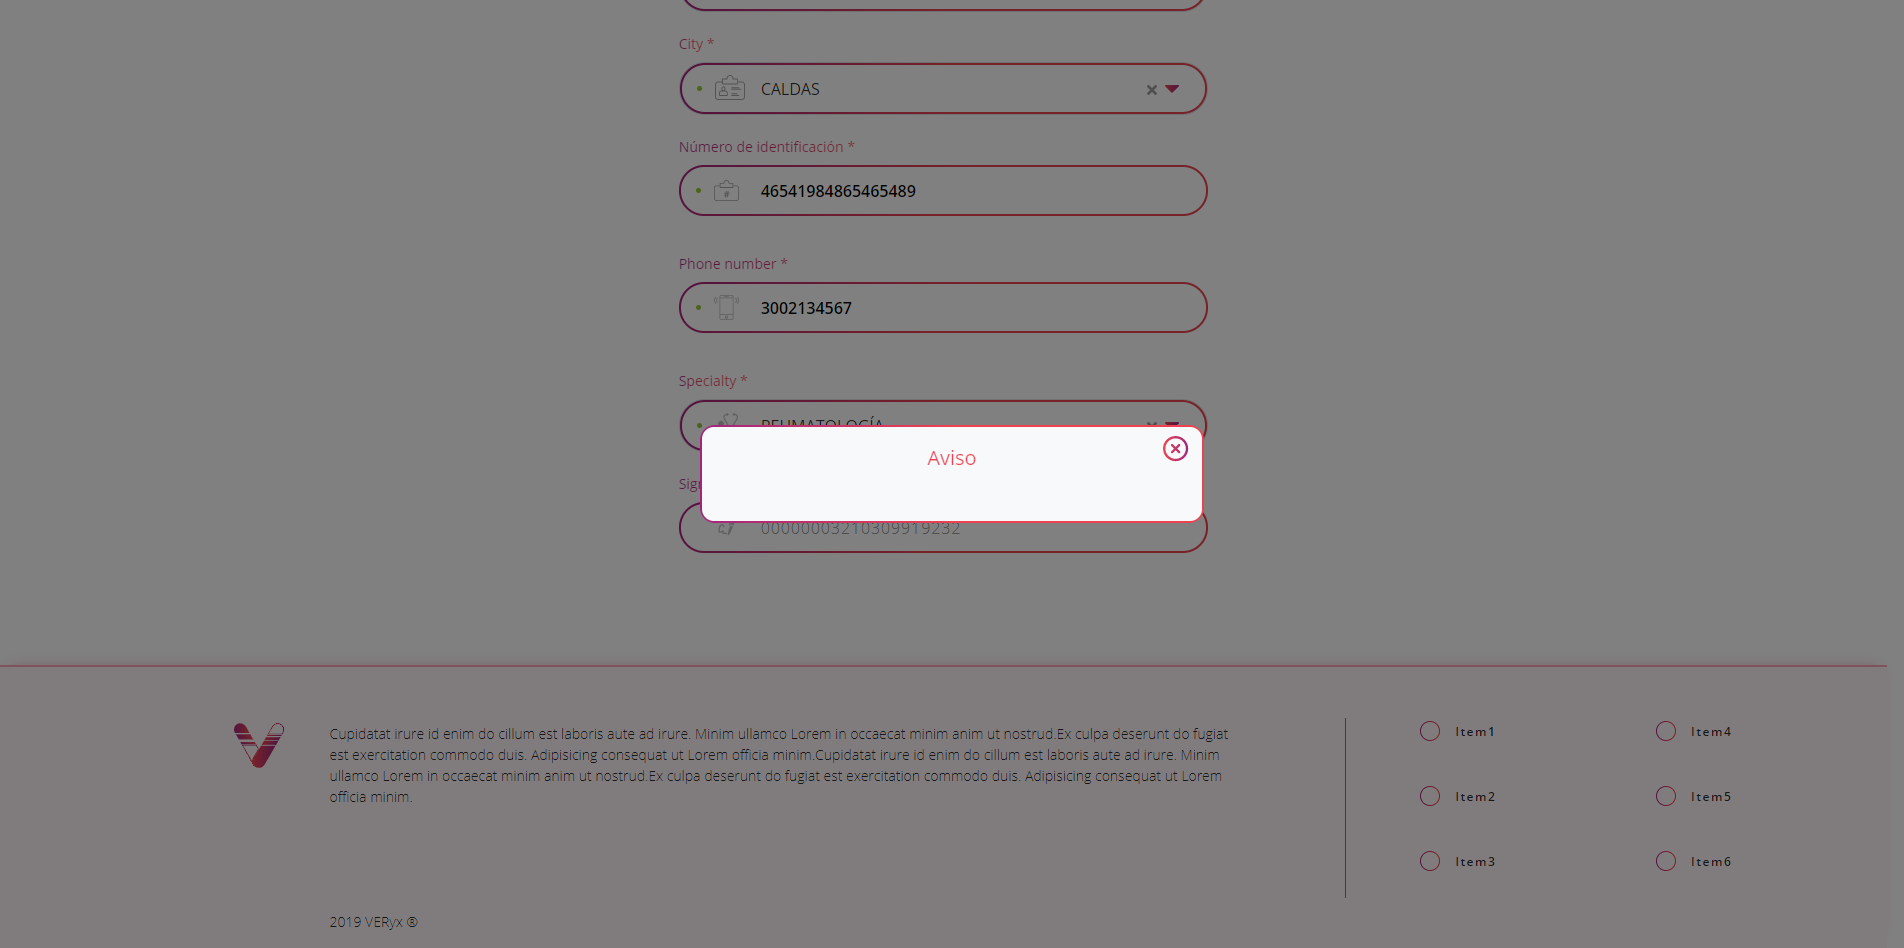 City *
CALDAS
Número de identificación *
46541984865465489
Phone number *
3002134567
Specialty *
REUMATOLOGÍA
Aviso
00000003210309919232
Cupidatat irure id enim do cillum est laboris aute ad irure. Minim ullamco Lorem in occaecat minim anim ut nostrud.Ex culpa deserunt do fugiat
est exercitation commodo duis. Adipisicing consequat ut Lorem officia minim.Cupidatat irure id enim do cillum est laboris aute ad irure. Minim
ullamco Lorem in occaecat minim anim ut nostrud.Ex culpa deserunt do fugiat est exercitation commodo duis. Adipisicing consequat ut Lorem
officia minim.
2019 VERyx ®
Item1
Item2
Item3
Item4
Item5
Item6